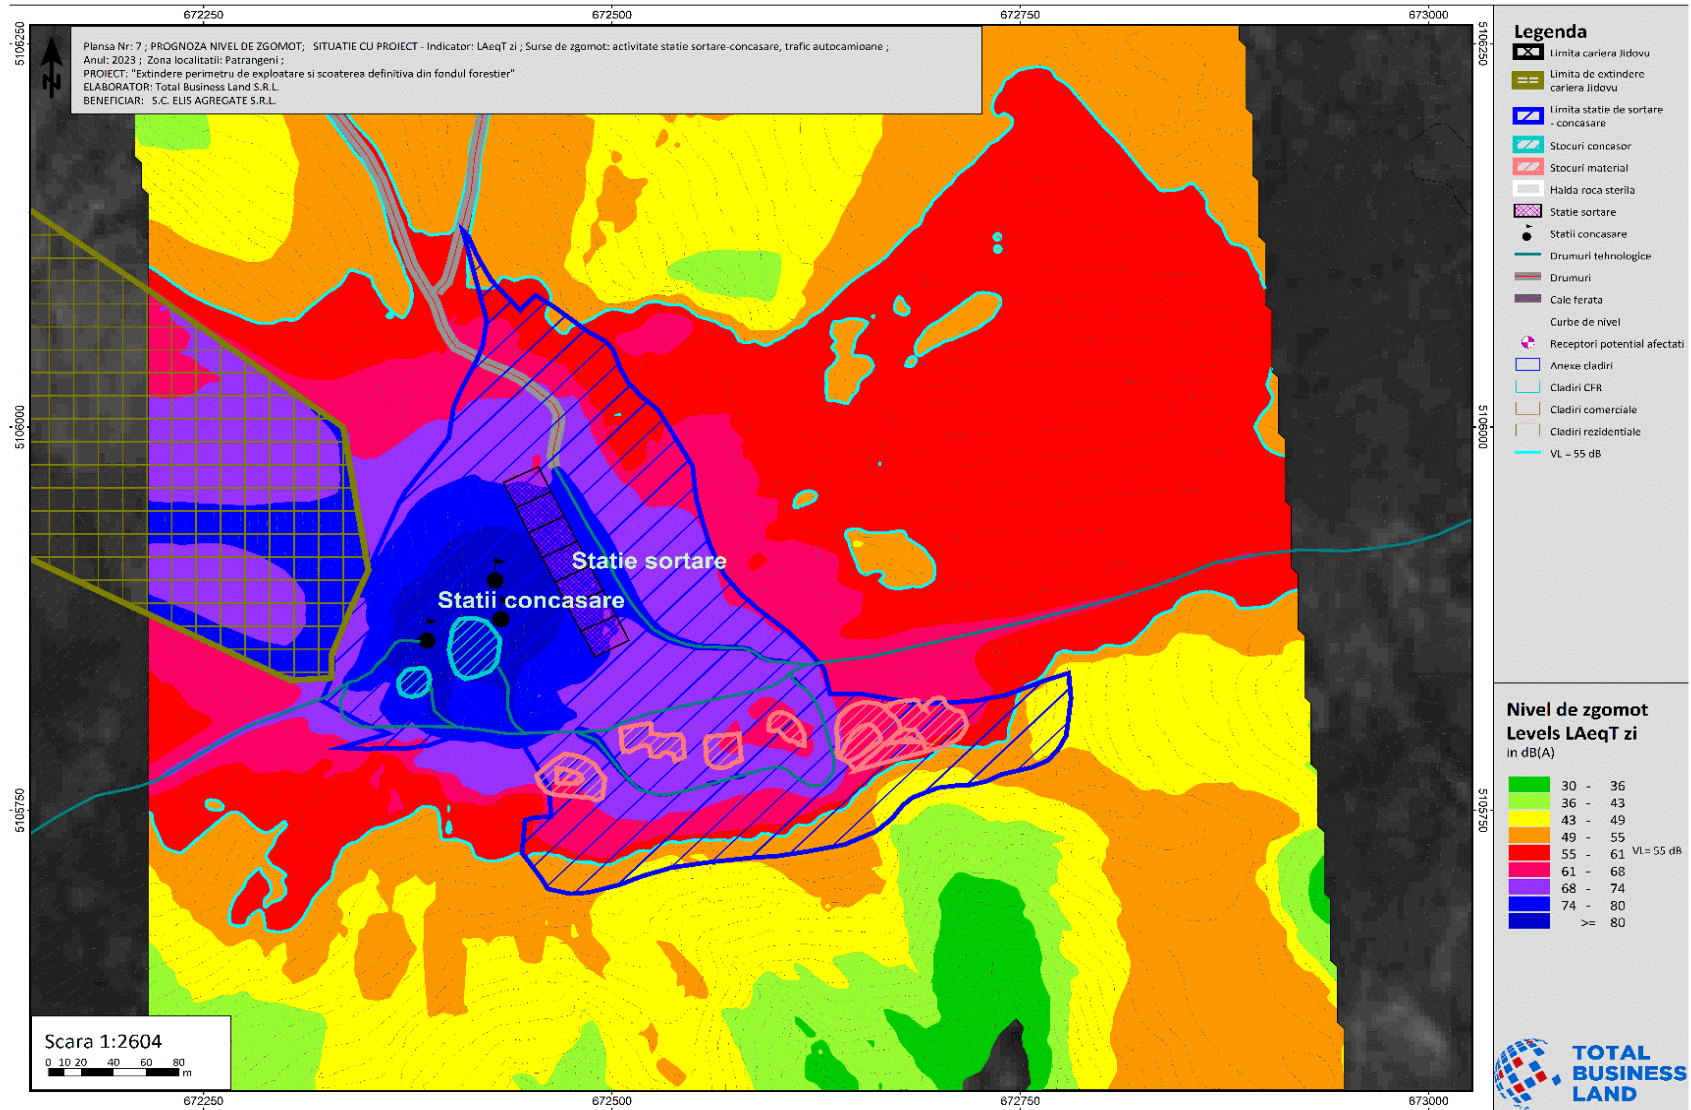 672250 672500 672750 673000
5106250 5106250
Plansa Nr: 7 ; PROGNOZA NIVEL DE ZGOMOT; SITUATIE CU PROIECT - Indicator: LAeqT zi ; Surse de zgomot: activitate statie sortare-concasare, trafic autocamioane ;
Anul: 2023 ; Zona localitatii: Patrangeni ;
PROIECT: "Extindere perimetru de exploatare si scoaterea definitiva din fondul forestier"
ELABORATOR: Total Business Land S.R.L.
BENEFICIAR: S.C. ELIS AGREGATE S.R.L.
N
5106000 5106000
Statie sortare
Statii concasare
5105750 5105750
Scara 1:2604
0 10 20 40 60 80
m
672250 672500 672750 673000
Legenda
Limita cariera Jidovu
Limita de extindere
cariera Jidovu
Limita statie de sortare
- concasare
Stocuri concasor
Stocuri material
Halda roca sterila
Statie sortare
Statii concasare
Drumuri tehnologice
Drumuri
Cale ferata
Curbe de nivel
Receptori potential afectati
Anexe cladiri
Cladiri CFR
Cladiri comerciale
Cladiri rezidentiale
VL = 55 dB
Nivel de zgomot
Levels LAeqT zi
in dB(A)
30 - 36
36 - 43
43 - 49
49 - 55
55 - 61 VL= 55 dB
61 - 68
68 - 74
74 - 80
>= 80
TOTAL
BUSINESS
LAND